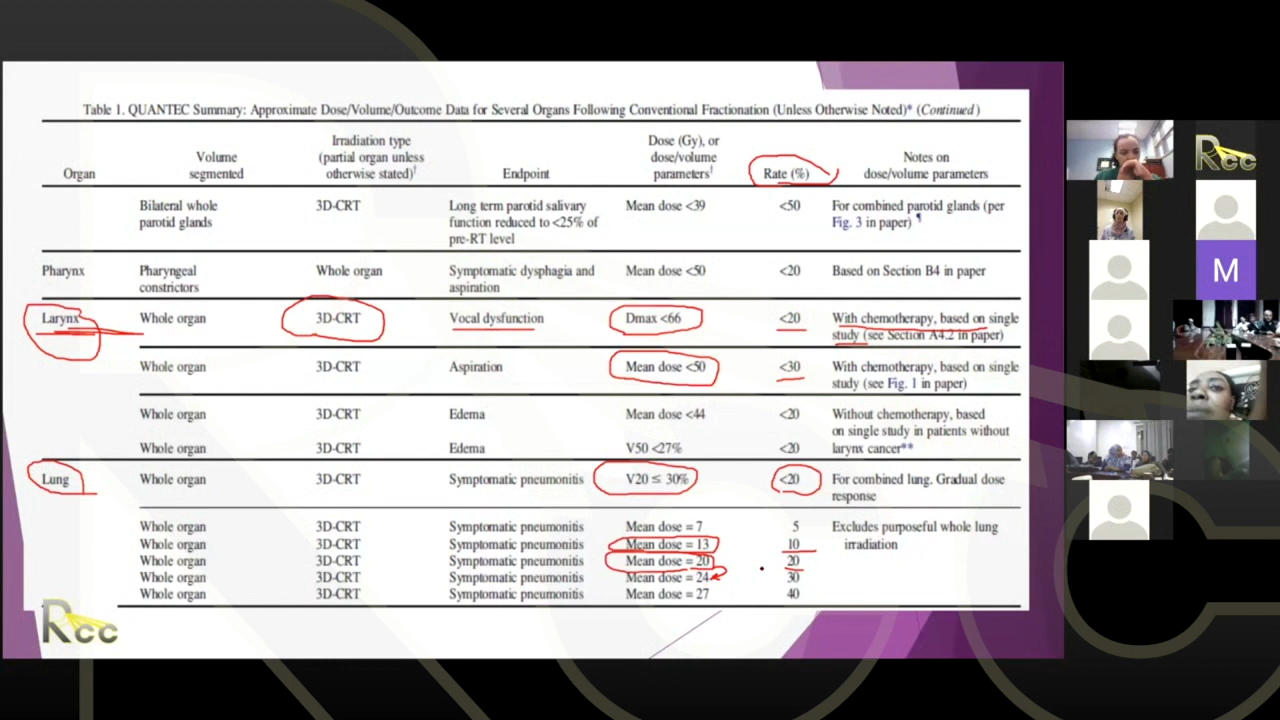 Table 1. QUANTEC Summary: Approximate Dose/Volume/Outcome Data for Several Organs Following Conventional Fractionation (Unless Otherwise Noted)* (Continued)
Organ
Volume
segmented
Irradiation type
(partial organ unless
otherwise stated)†
Endpoint
Dose (Gy), or
dose/volume
parameters†
Rate (%)
Notes on
dose/volume parameters
Bilateral whole
parotid glands
3D-CRT
Long term parotid salivary
function reduced to <25% of
pre-RT level
Mean dose <39
<50
For combined parotid glands (per
Fig. 3 in paper) ¶
Pharynx
Pharyngeal
constrictors
Whole organ
Symptomatic dysphagia and
aspiration
Mean dose <50
<20
Based on Section B4 in paper
Larynx
Whole organ
3D-CRT
Vocal dysfunction
Dmax <66
<20
With chemotherapy, based on single
study (see Section A4.2 in paper)
Whole organ
3D-CRT
Aspiration
Mean dose <50
<30
With chemotherapy, based on single
study (see Fig. 1 in paper)
Whole organ
3D-CRT
Edema
Mean dose <44
<20
Without chemotherapy, based
on single study in patients without
larynx cancer**
Whole organ
3D-CRT
Edema
V50 <27%
<20
Lung
Whole organ
3D-CRT
Symptomatic pneumonitis
V20 ≤ 30%
<20
For combined lung. Gradual dose
response
Whole organ 3D-CRT Symptomatic pneumonitis Mean dose = 7 5 Excludes purposeful whole lung
Whole organ 3D-CRT Symptomatic pneumonitis Mean dose = 13 10 irradiation
Whole organ 3D-CRT Symptomatic pneumonitis Mean dose = 20 20
Whole organ 3D-CRT Symptomatic pneumonitis Mean dose = 24 30
Whole organ 3D-CRT Symptomatic pneumonitis Mean dose = 27 40
Rcc
Rcc
M